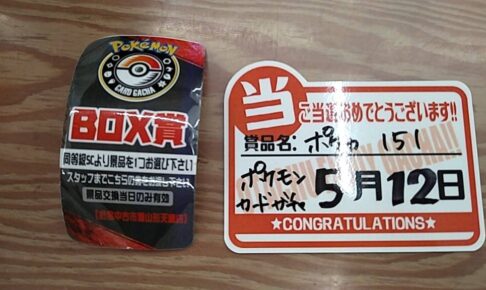 Pokémon
CARD GACHA
BOX賞
同等級SCより景品を1つお選び下さい
スタッフまでこちらの券をお渡し下さい
景品交換当日のみ有効
当
ご当選おめでとうございます!!
賞品名: ポケカ 151
ポケモン
カードガチャ
5月12日
★CONGRATULATIONS★